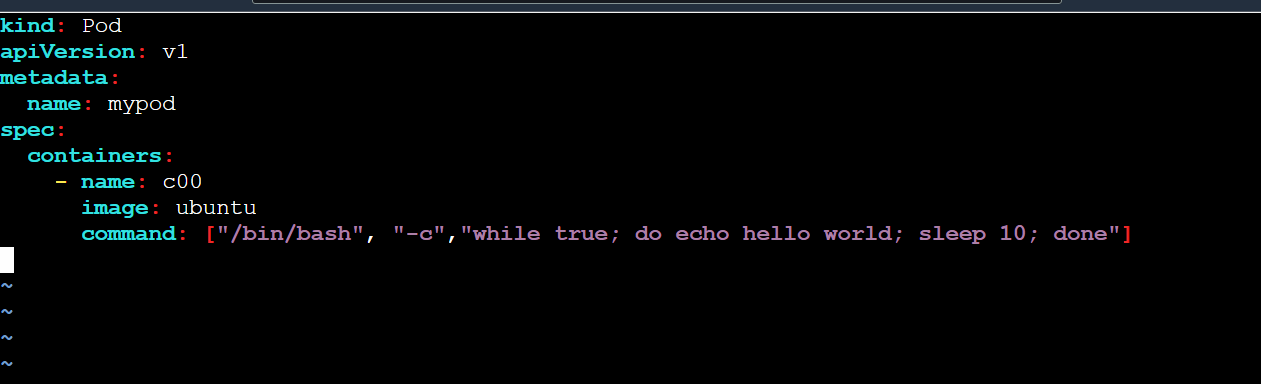 kind: Pod
apiVersion: v1
metadata:
  name: mypod
spec:
  containers:
    - name: c00
      image: ubuntu
      command: ["/bin/bash", "-c","while true; do echo hello world; sleep 10; done"]
~
~
~
~